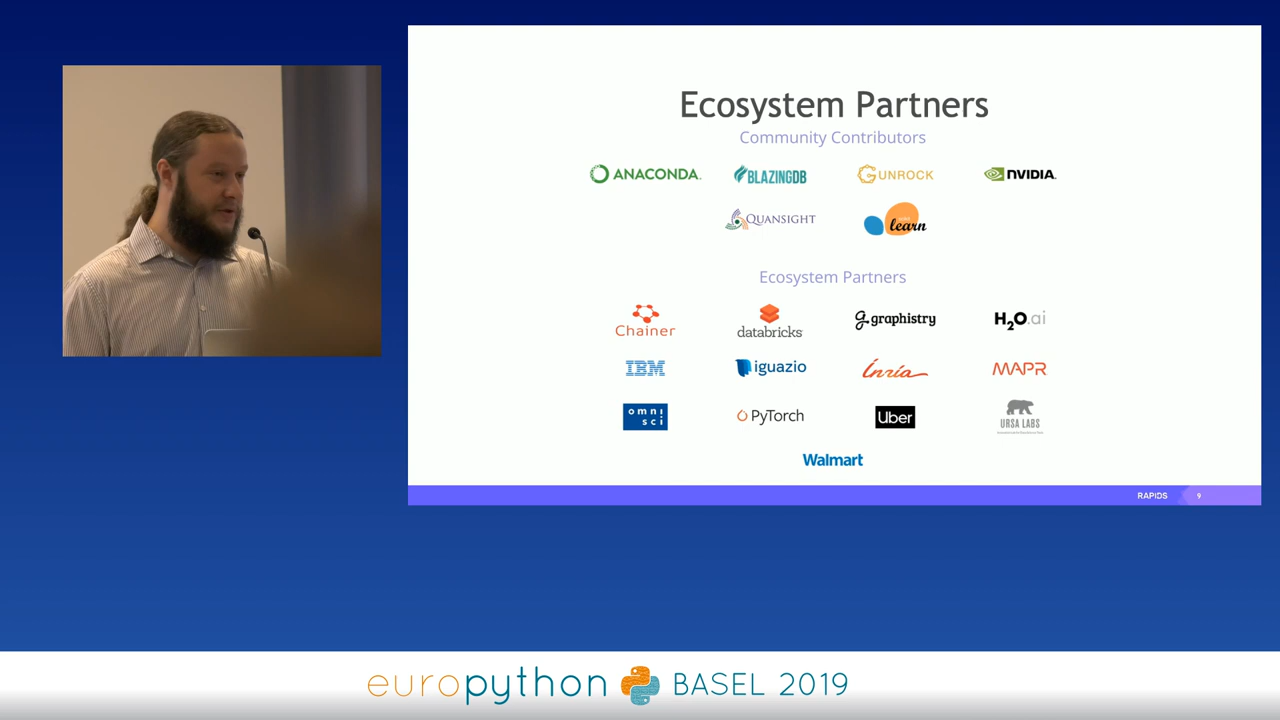 Ecosystem Partners
Community Contributors
ANACONDA.
BLAZINGDB
GUNROCK
NVIDIA.
QUANSIGHT
learn
Ecosystem Partners
Chainer
databricks
graphistry
H2O.ai
IBM
iguazio
Inria
MAPR
omni
sci
PyTorch
Uber
URSA LABS
Walmart
RAPIDS 9
europython BASEL 2019